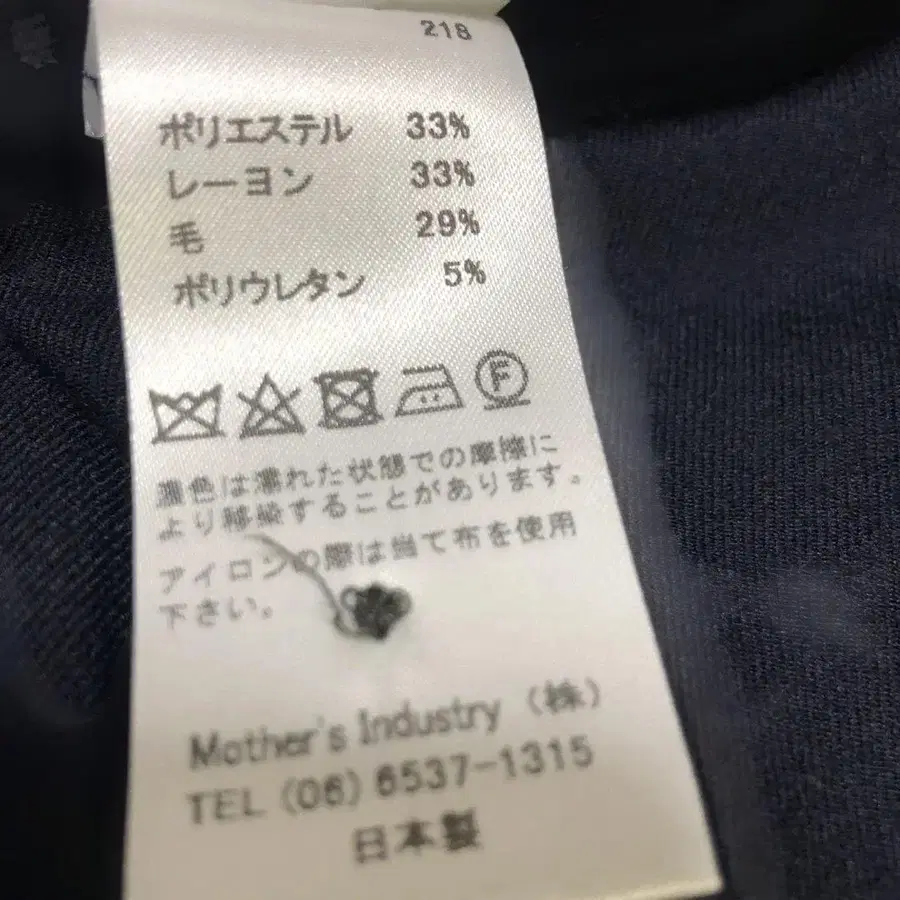 218
ポリエステル 33%
レーヨン 33%
毛 29%
ポリウレタン 5%
F
濃色は濡れた状態での摩擦に
より移染することがあります。
アイロンの際は当て布を使用
下さい。
Mother's Industry (株)
TEL (06) 6537-1315
日本製